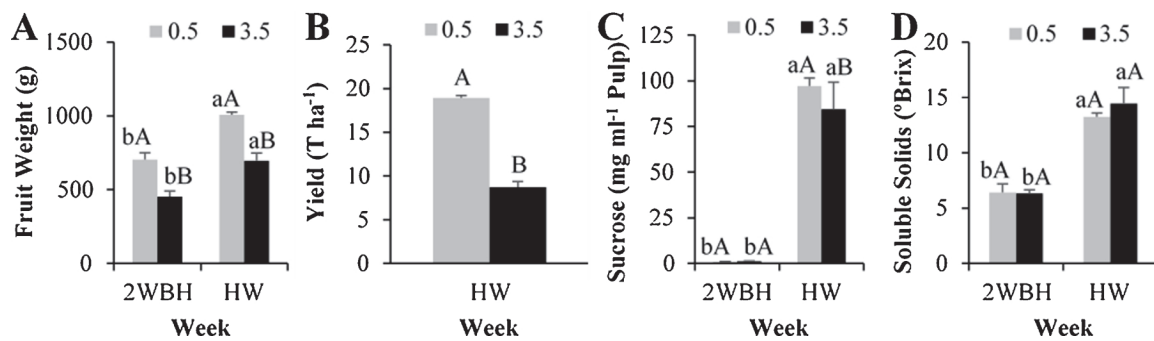 A
0.5 3.5
Fruit Weight (g)
1500
1000
500
0
bA
bB
aA
aB
2WBH HW
Week
B
0.5 3.5
Yield (T ha-1)
25
20
15
10
5
0
A
B
HW
Week
C
0.5 3.5
Sucrose (mg ml-1 Pulp)
125
100
75
50
25
0
bA bA
aA aB
2WBH HW
Week
D
0.5 3.5
Soluble Solids (ºBrix)
20
15
10
5
0
bA bA
aA
aA
2WBH HW
Week